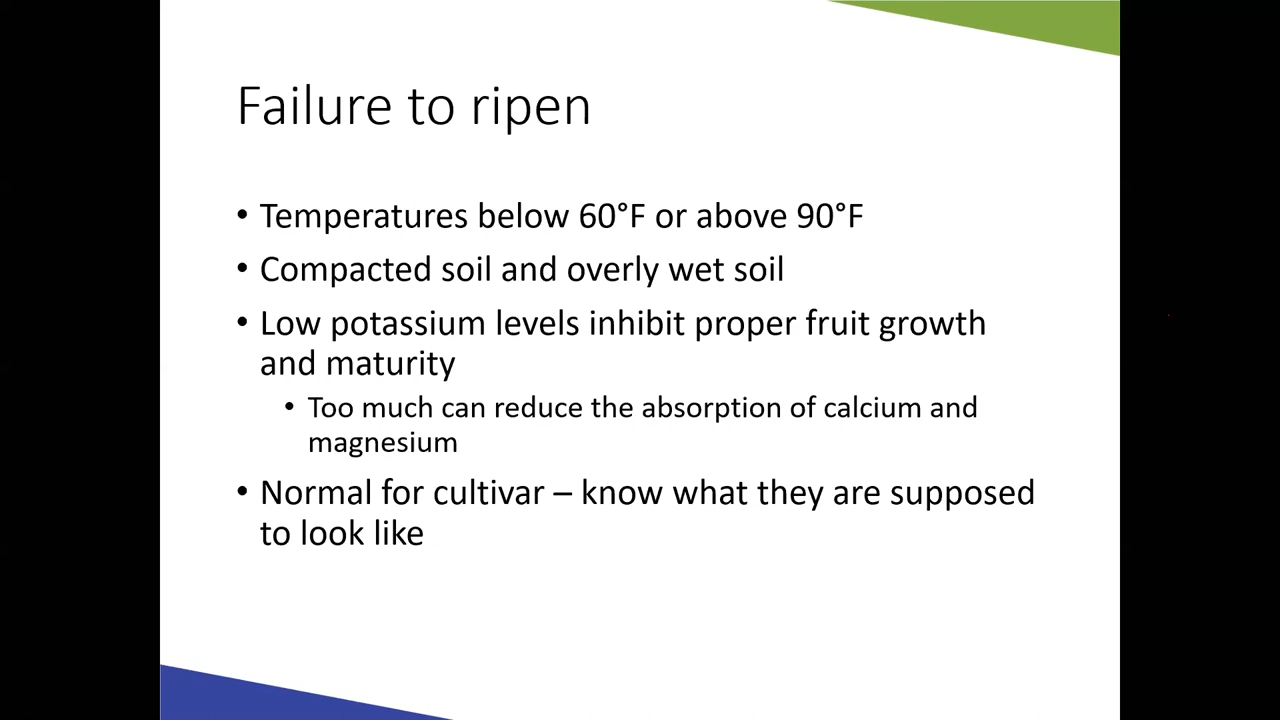 Failure to ripen
• Temperatures below 60°F or above 90°F
• Compacted soil and overly wet soil
• Low potassium levels inhibit proper fruit growth
and maturity
• Too much can reduce the absorption of calcium and
magnesium
• Normal for cultivar – know what they are supposed
to look like